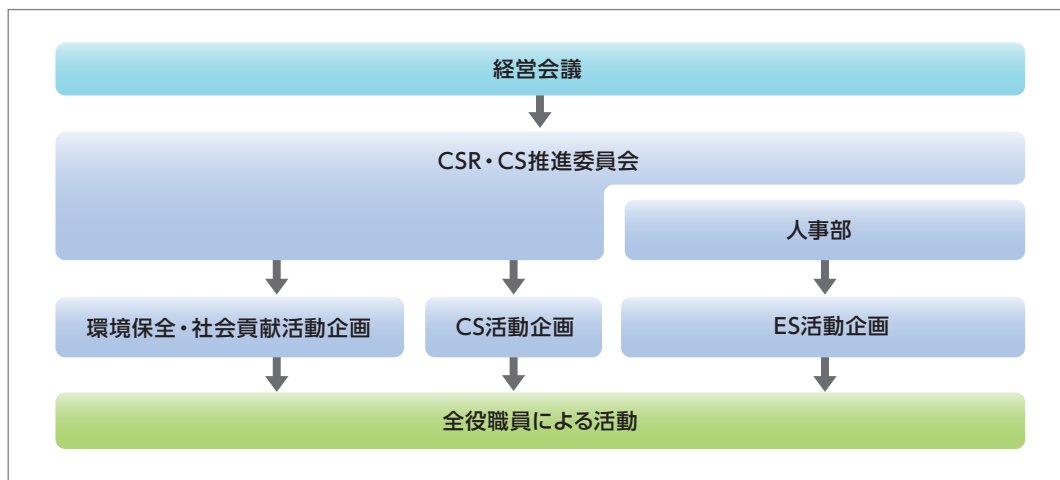 経営会議
CSR・CS推進委員会
人事部
環境保全・社会貢献活動企画
CS活動企画
ES活動企画
全役職員による活動